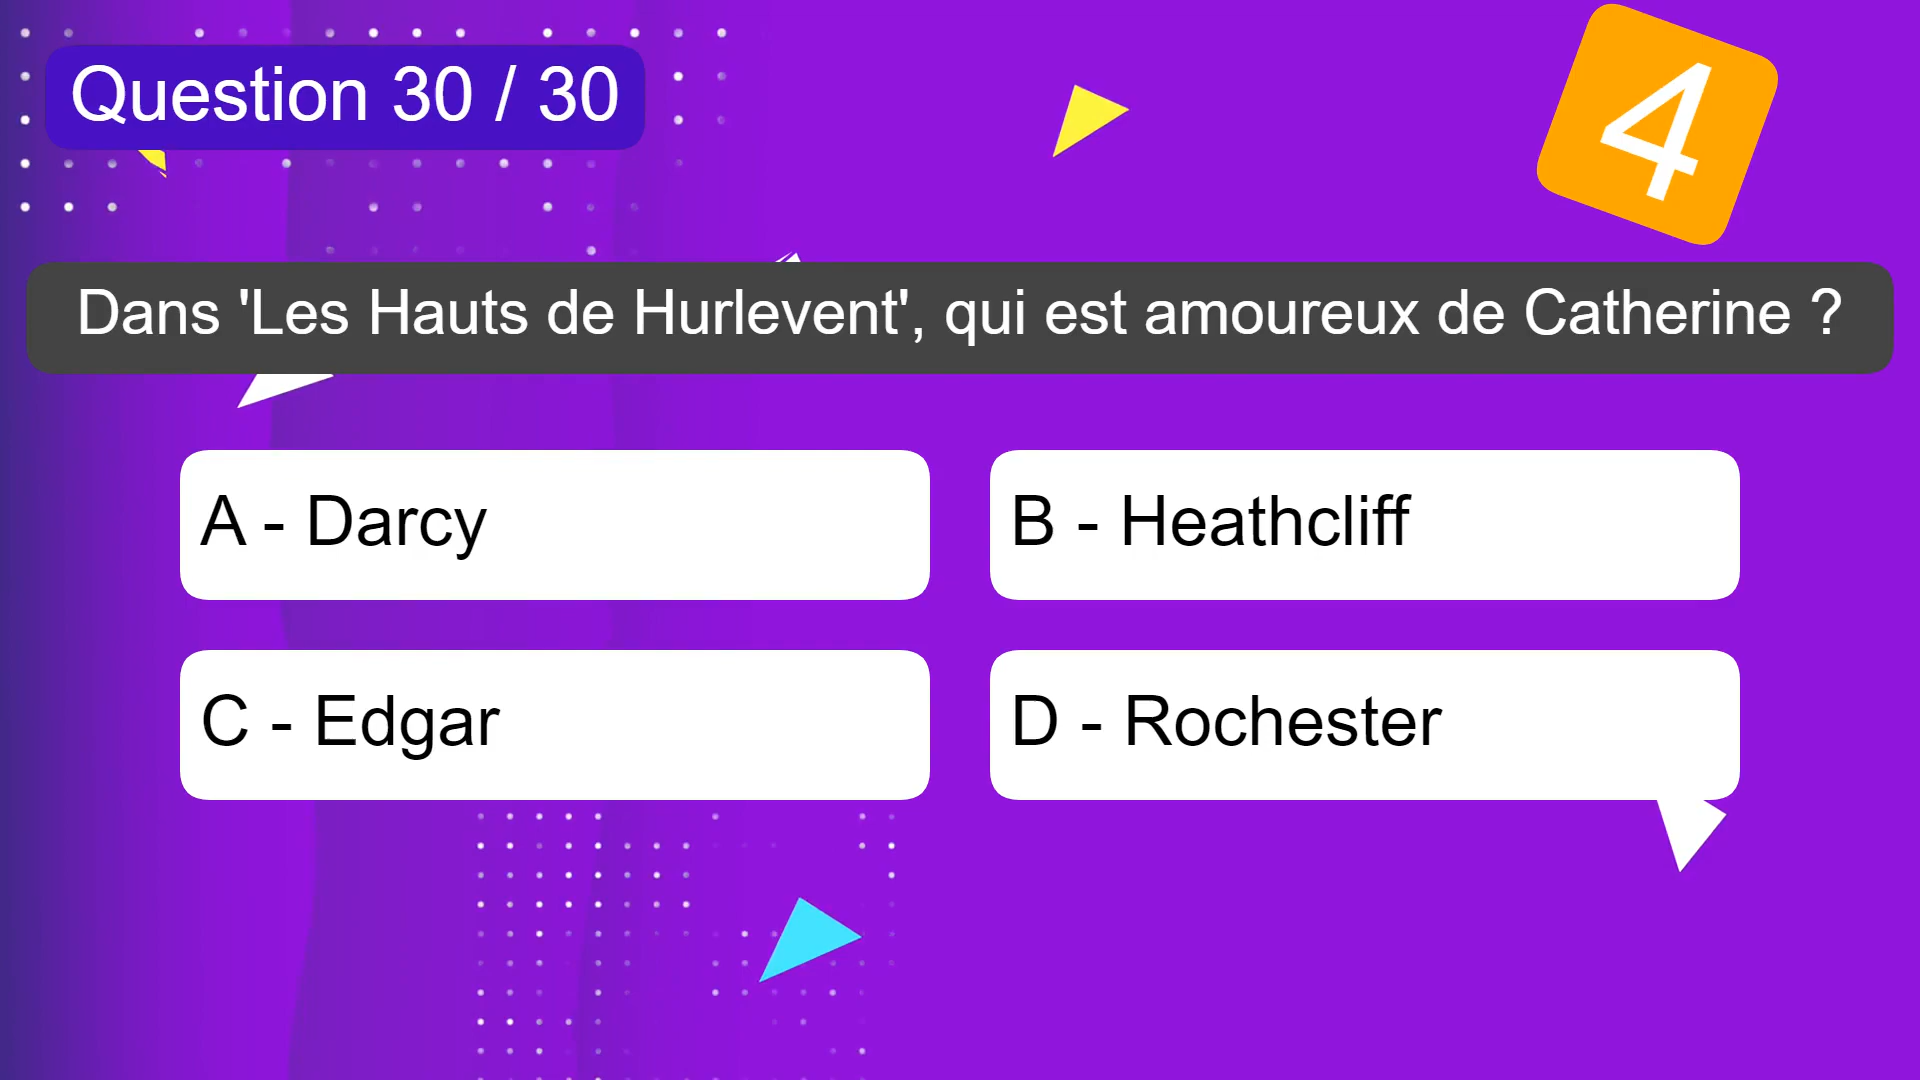 Question 30 / 30
4
Dans 'Les Hauts de Hurlevent', qui est amoureux de Catherine ?
A - Darcy
B - Heathcliff
C - Edgar
D - Rochester